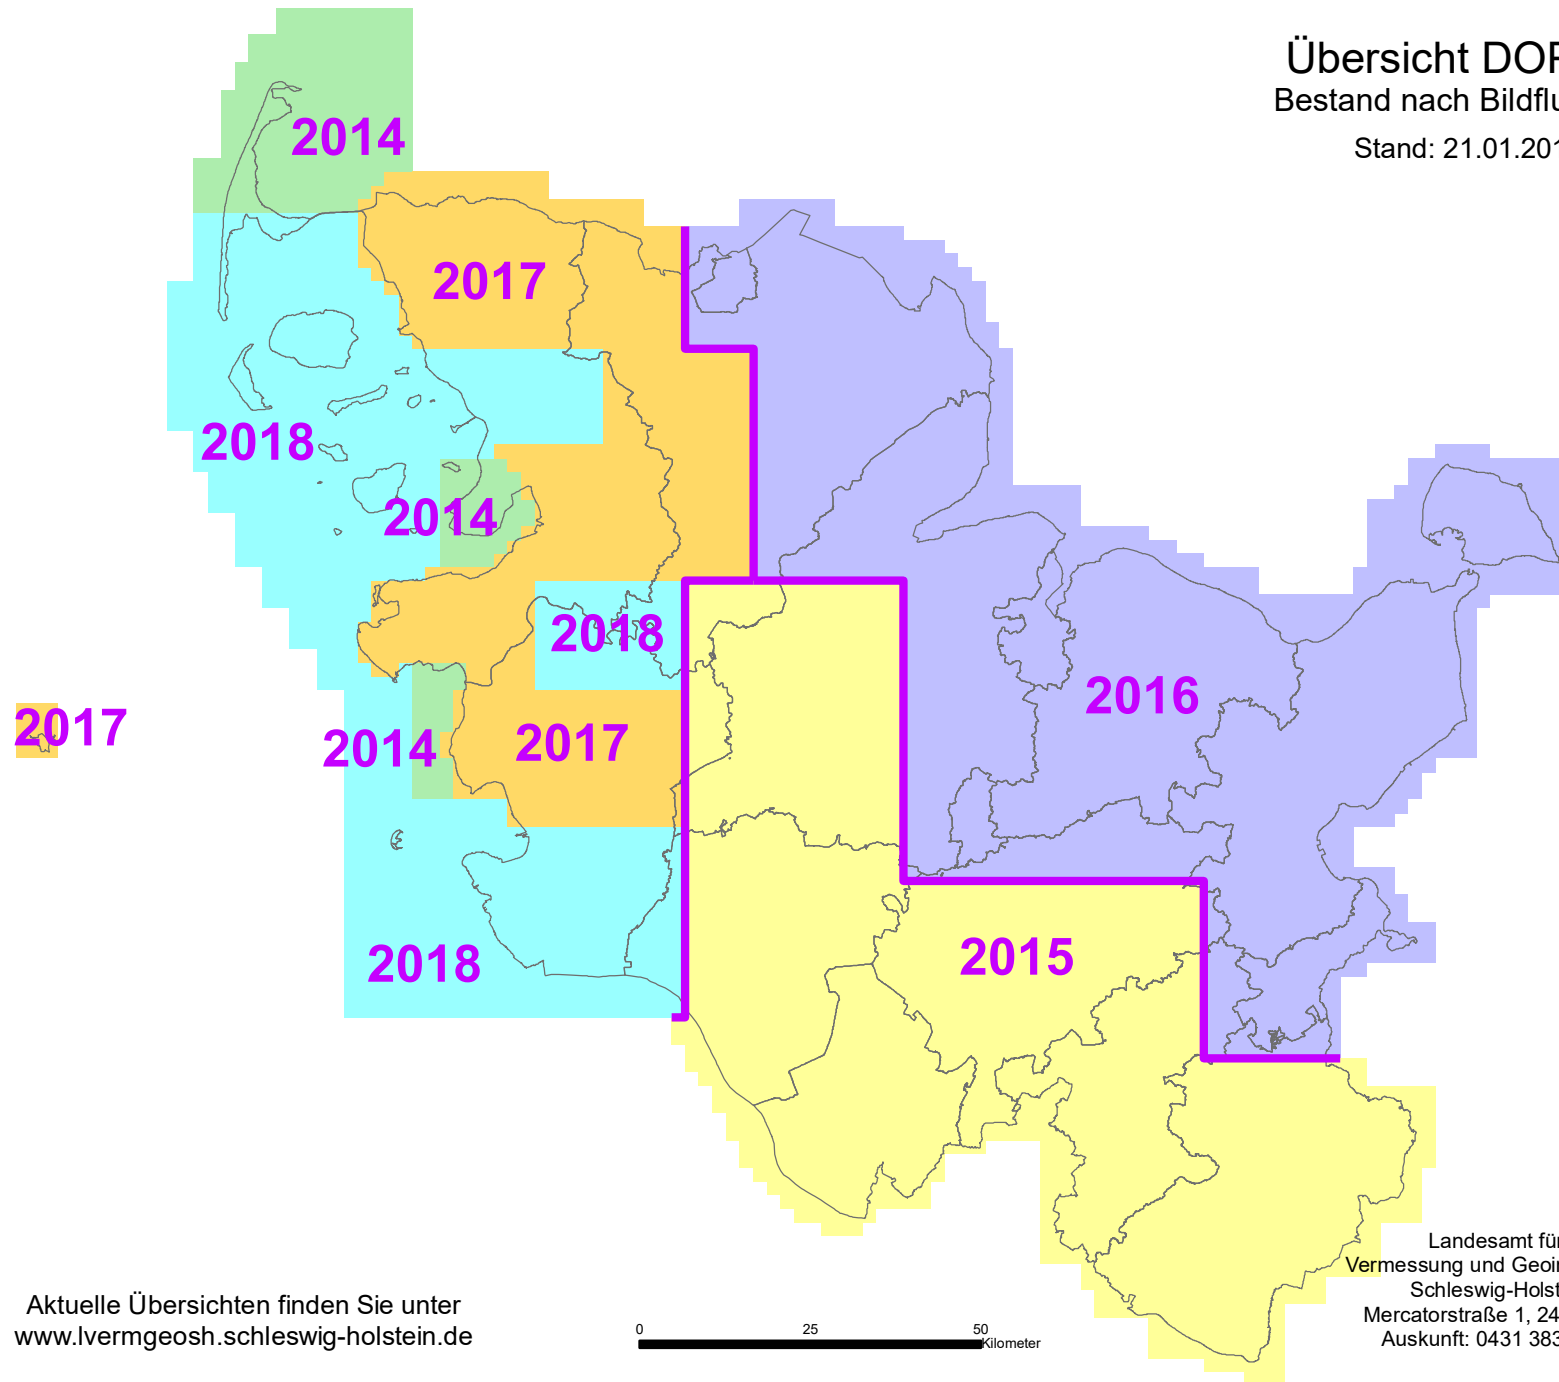 Übersicht DOP
Bestand nach Bildflu
Stand: 21.01.201
2014
2017
2018
2014
2018
2016
2017
2014
2017
2018
2015
Aktuelle Übersichten finden Sie unter
www.lvermgeosh.schleswig-holstein.de
0 25 50
Kilometer
Landesamt für
Vermessung und Geoin
Schleswig-Holst
Mercatorstraße 1, 24
Auskunft: 0431 383